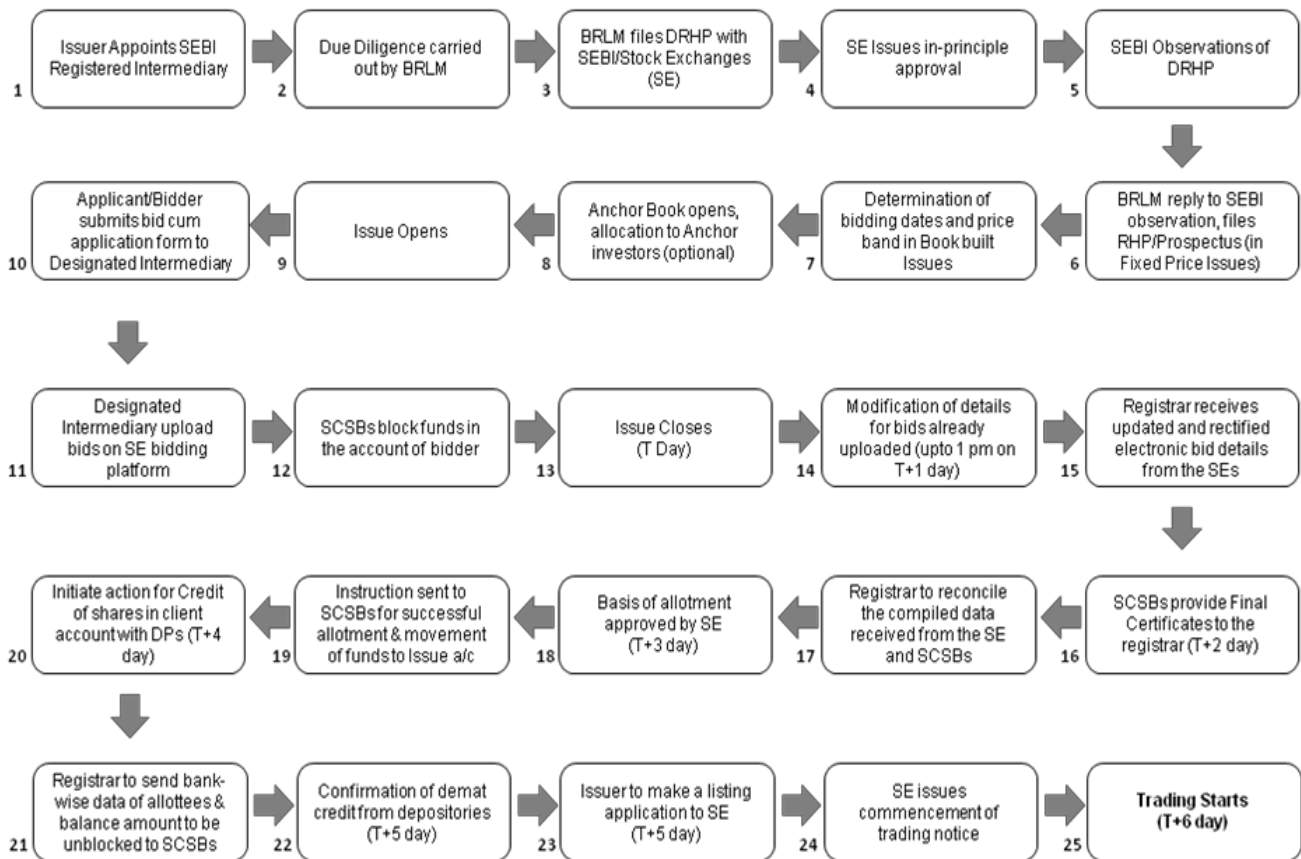 Issuer Appoints SEBI
Registered Intermediary
1
Due Diligence carried
out by BRLM
2
BRLM files DRHP with
SEBI/Stock Exchanges
(SE)
3
SE Issues in-principle
approval
4
SEBI Observations of
DRHP
5
BRLM reply to SEBI
observation, files
RHP/Prospectus (in
Fixed Price Issues)
6
Determination of
bidding dates and price
band in Book built
Issues
7
Anchor Book opens,
allocation to Anchor
investors (optional)
8
Issue Opens
9
Applicant/Bidder
submits bid cum
application form to
Designated Intermediary
10
Designated
Intermediary upload
bids on SE bidding
platform
11
SCSBs block funds in
the account of bidder
12
Issue Closes
(T Day)
13
Modification of details
for bids already
uploaded (upto 1 pm on
T+1 day)
14
Registrar receives
updated and rectified
electronic bid details
from the SEs
15
SCSBs provide Final
Certificates to the
registrar (T+2 day)
16
Registrar to reconcile
the compiled data
received from the SE
and SCSBs
17
Basis of allotment
approved by SE
(T+3 day)
18
Instruction sent to
SCSBs for successful
allotment & movement
of funds to Issue a/c
19
Initiate action for Credit
of shares in client
account with DPs (T+4
day)
20
Registrar to send bank-
wise data of allottees &
balance amount to be
unblocked to SCSBs
21
Confirmation of demat
credit from depositories
(T+5 day)
22
Issuer to make a listing
application to SE
(T+5 day)
23
SE issues
commencement of
trading notice
24
Trading Starts
(T+6 day)
25